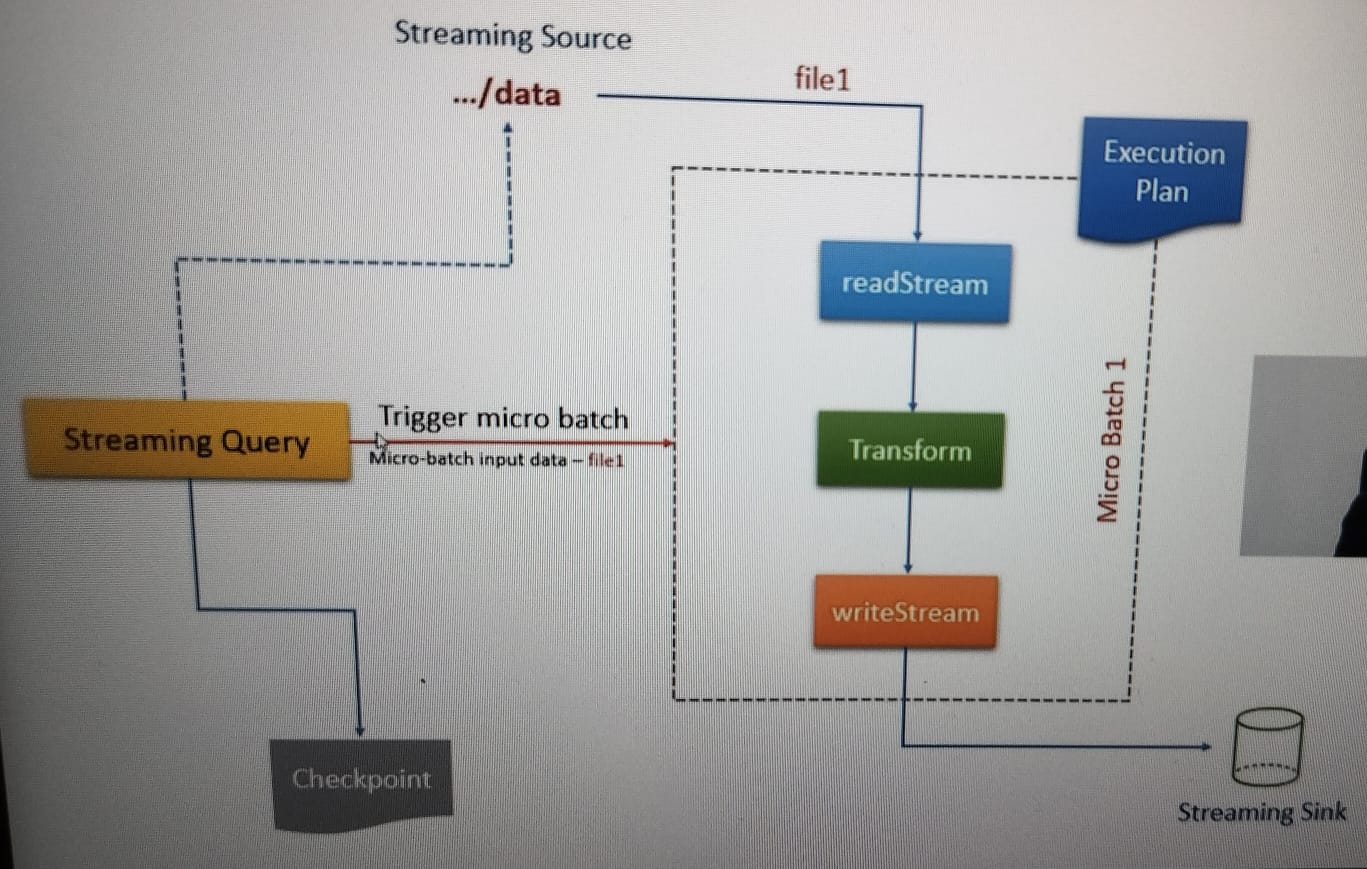 Streaming Source
.../data
file1
Execution
Plan
readStream
Trigger micro batch
Streaming Query
Micro-batch input data – file1
Transform
Micro Batch 1
writeStream
Checkpoint
Streaming Sink